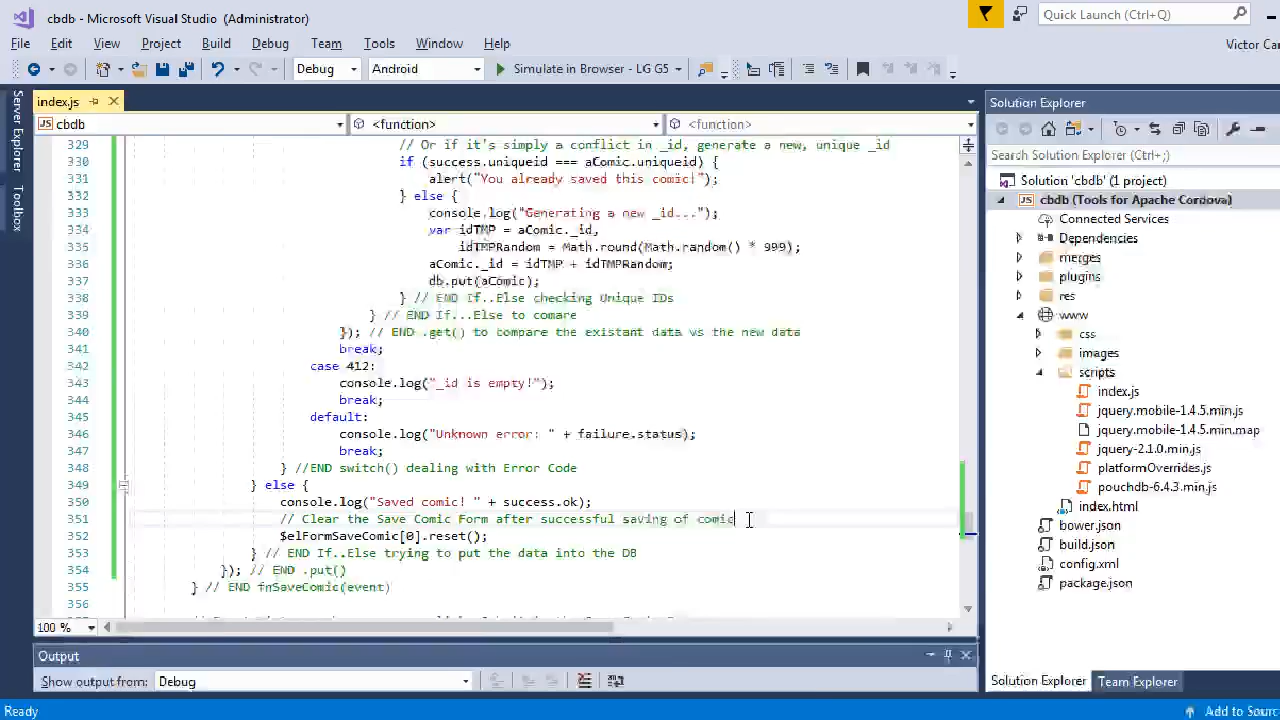 cbdb - Microsoft Visual Studio (Administrator)
Quick Launch (Ctrl+Q)
File Edit View Project Build Debug Team Tools Window Help
Victor Ca
Debug Android Simulate in Browser - LG G5
Server Explorer
Toolbox
index.js
JS cbdb <function> <function>
329 // Or if it's simply a conflict in _id, generate a new, unique _id
330 if (success.uniqueid === aComic.uniqueid) {
331 alert("You already saved this comic!");
332 } else {
333 console.log("Generating a new _id...");
334 var idTMP = aComic._id,
335 idTMPRandom = Math.round(Math.random() * 999);
336 aComic._id = idTMP + idTMPRandom;
337 db.put(aComic);
338 } // END If..Else checking Unique IDs
339 } // END If...Else to comare
340 }); // END .get() to compare the existant data vs the new data
341 break;
342 case 412:
343 console.log("_id is empty!");
344 break;
345 default:
346 console.log("Unknown error: " + failure.status);
347 break;
348 } //END switch() dealing with Error Code
349 } else {
350 console.log("Saved comic! " + success.ok);
351 // Clear the Save Comic Form after successful saving of comic
352 $elFormSaveComic[0].reset();
353 } // END If..Else trying to put the data into the DB
354 }); // END .put()
355 } // END fnSaveComic(event)
356
100 %
Output
Show output from: Debug
Ready
Solution Explorer
Search Solution Explorer (Ctrl+;)
Solution 'cbdb' (1 project)
JS cbdb (Tools for Apache Cordova)
Connected Services
Dependencies
merges
plugins
res
www
css
images
scripts
index.js
jquery.mobile-1.4.5.min.js
jquery.mobile-1.4.5.min.map
jquery-2.1.0.min.js
platformOverrides.js
pouchdb-6.4.3.min.js
index.html
bower.json
build.json
config.xml
package.json
Solution Explorer Team Explorer
Add to Sourc